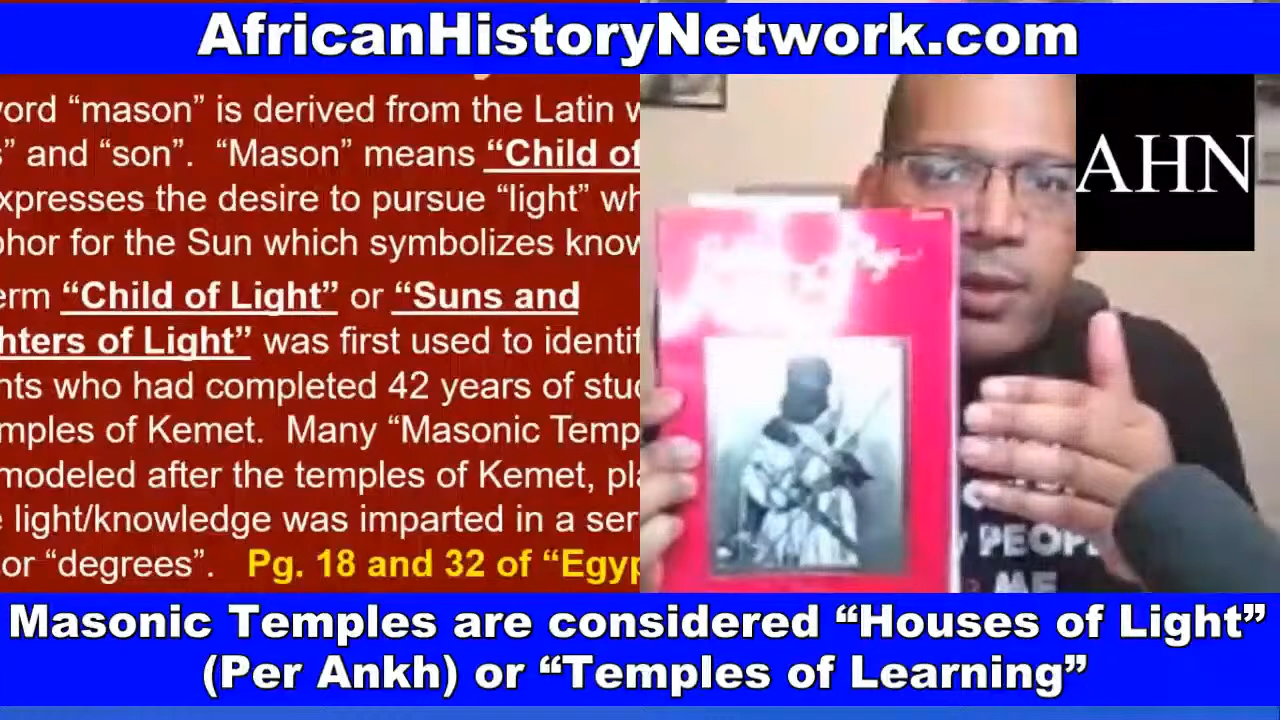 AfricanHistoryNetwork.com
ord “mason” is derived from the Latin w
” and “son”. “Mason” means “Child of
xpresses the desire to pursue “light” wh
phor for the Sun which symbolizes know
erm “Child of Light” or “Suns and
hters of Light” was first used to identif
nts who had completed 42 years of stud
mples of Kemet. Many “Masonic Temp
modeled after the temples of Kemet, pla
e light/knowledge was imparted in a ser
or “degrees”. Pg. 18 and 32 of “Egyp
AHN
PEOP
ME
Masonic Temples are considered “Houses of Light”
(Per Ankh) or “Temples of Learning”